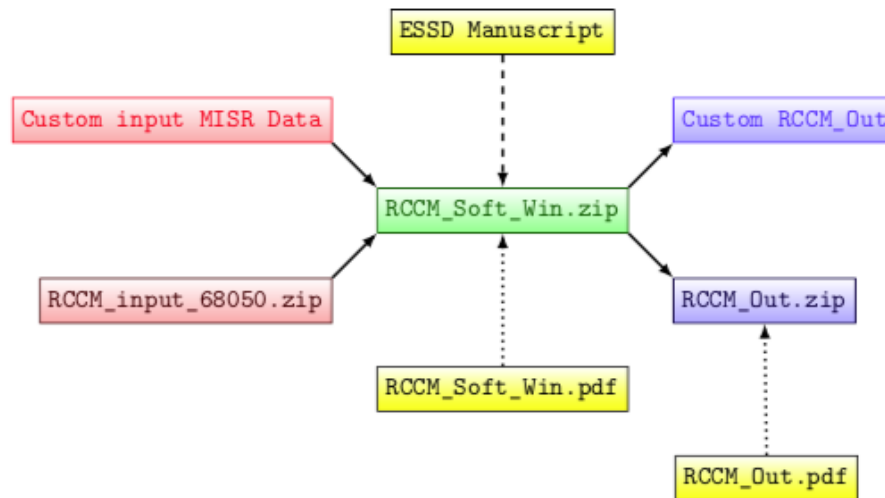 ESSD Manuscript
Custom input MISR Data
Custom RCCM_Out
RCCM_Soft_Win.zip
RCCM_input_68050.zip
RCCM_Out.zip
RCCM_Soft_Win.pdf
RCCM_Out.pdf